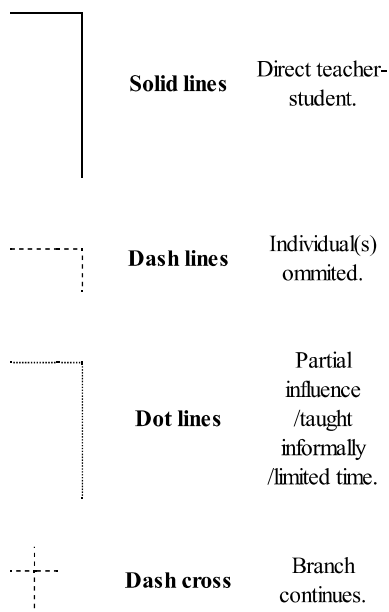 Solid lines
Direct teacher-
student.
Dash lines
Individual(s)
ommited.
Dot lines
Partial
influence
/taught
informally
/limited time.
Dash cross
Branch
continues.